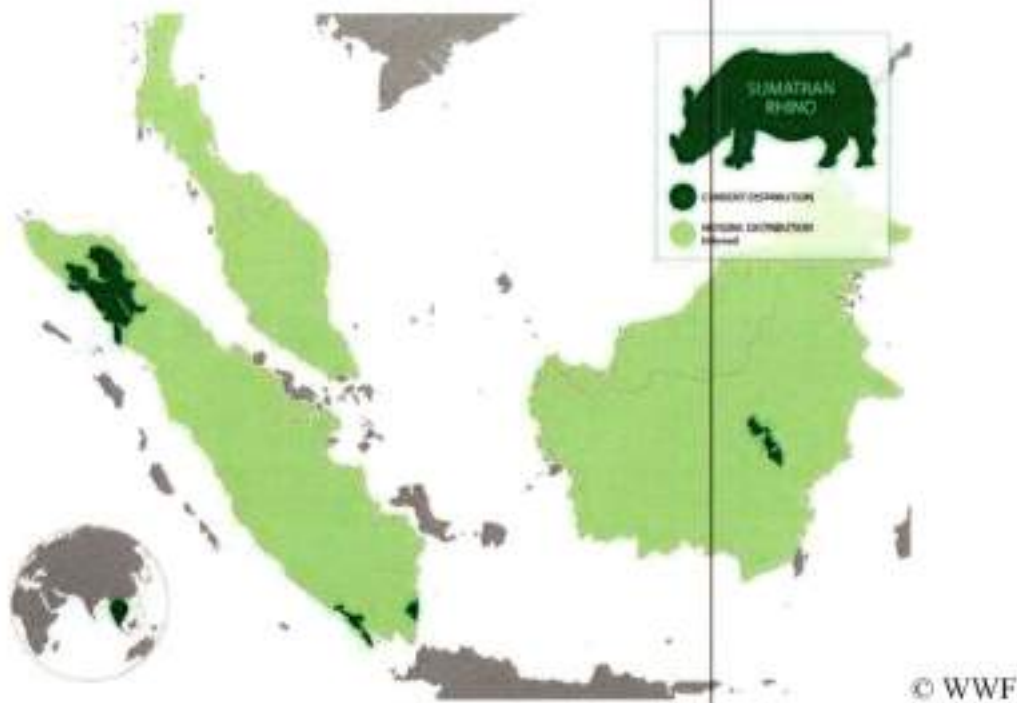 SUMATRAN
RHINO
CURRENT DISTRIBUTION
HISTORIC DISTRIBUTION
© WWF